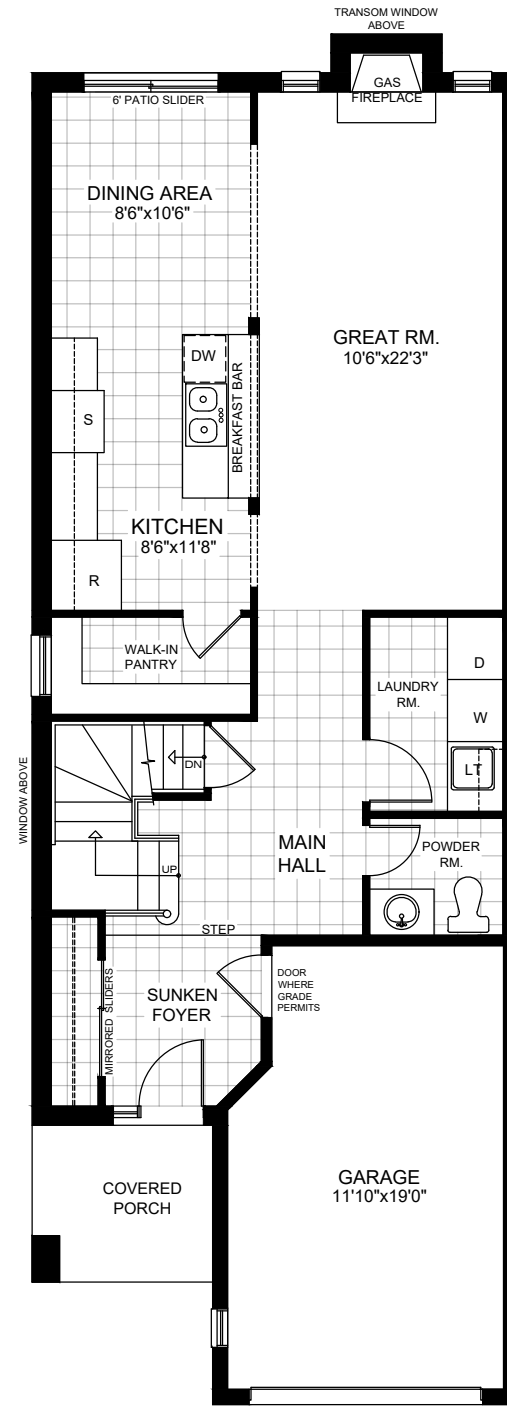 TRANSOM WINDOW
ABOVE
GAS
FIREPLACE
6' PATIO SLIDER
DINING AREA
8'6"x10'6"
GREAT RM.
10'6"x22'3"
DW
BREAKFAST BAR
S
KITCHEN
8'6"x11'8"
R
WALK-IN
PANTRY
LAUNDRY
RM.
D
W
LT
WINDOW ABOVE
DN
UP
MAIN
HALL
POWDER
RM.
STEP
MIRRORED SLIDERS
SUNKEN
FOYER
DOOR
WHERE
GRADE
PERMITS
COVERED
PORCH
GARAGE
11'10"x19'0"